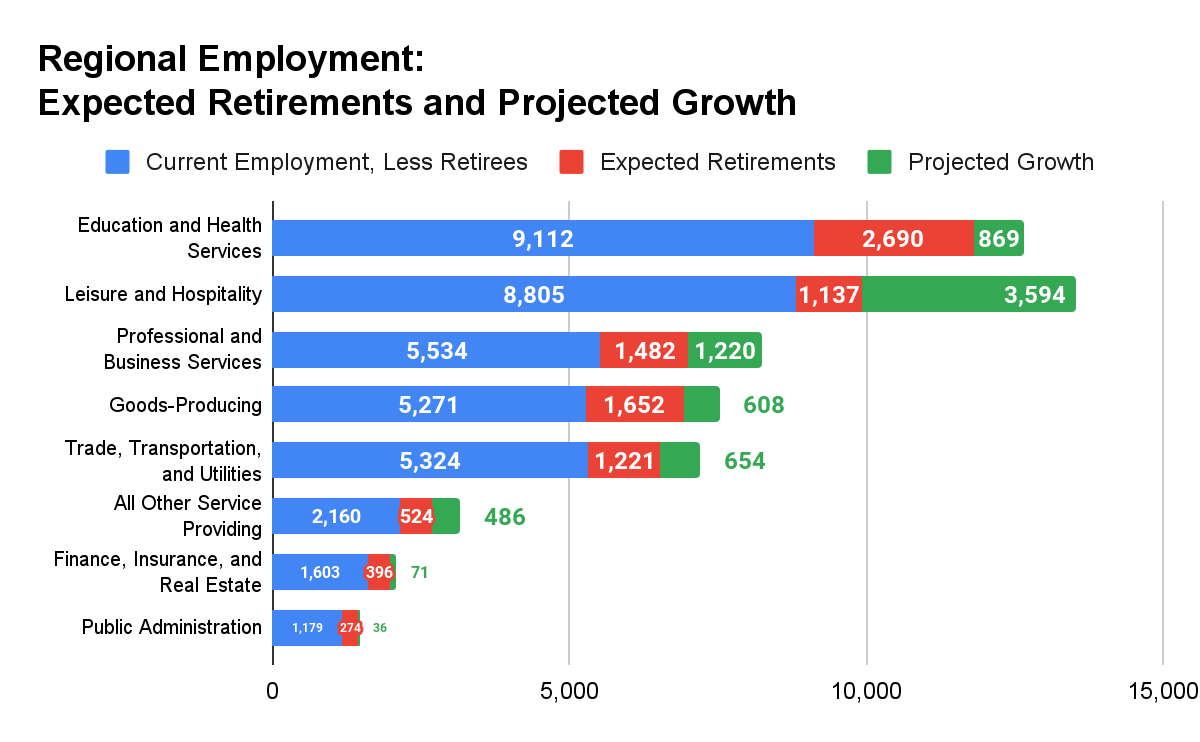 Regional Employment:
Expected Retirements and Projected Growth
Current Employment, Less Retirees Expected Retirements Projected Growth
Education and Health
Services
9,112 2,690 869
Leisure and Hospitality 8,805 1,137 3,594
Professional and
Business Services
5,534 1,482 1,220
Goods-Producing 5,271 1,652 608
Trade, Transportation,
and Utilities
5,324 1,221 654
All Other Service
Providing
2,160 524 486
Finance, Insurance, and
Real Estate
1,603 396 71
Public Administration 1,179 274 36
0 5,000 10,000 15,000